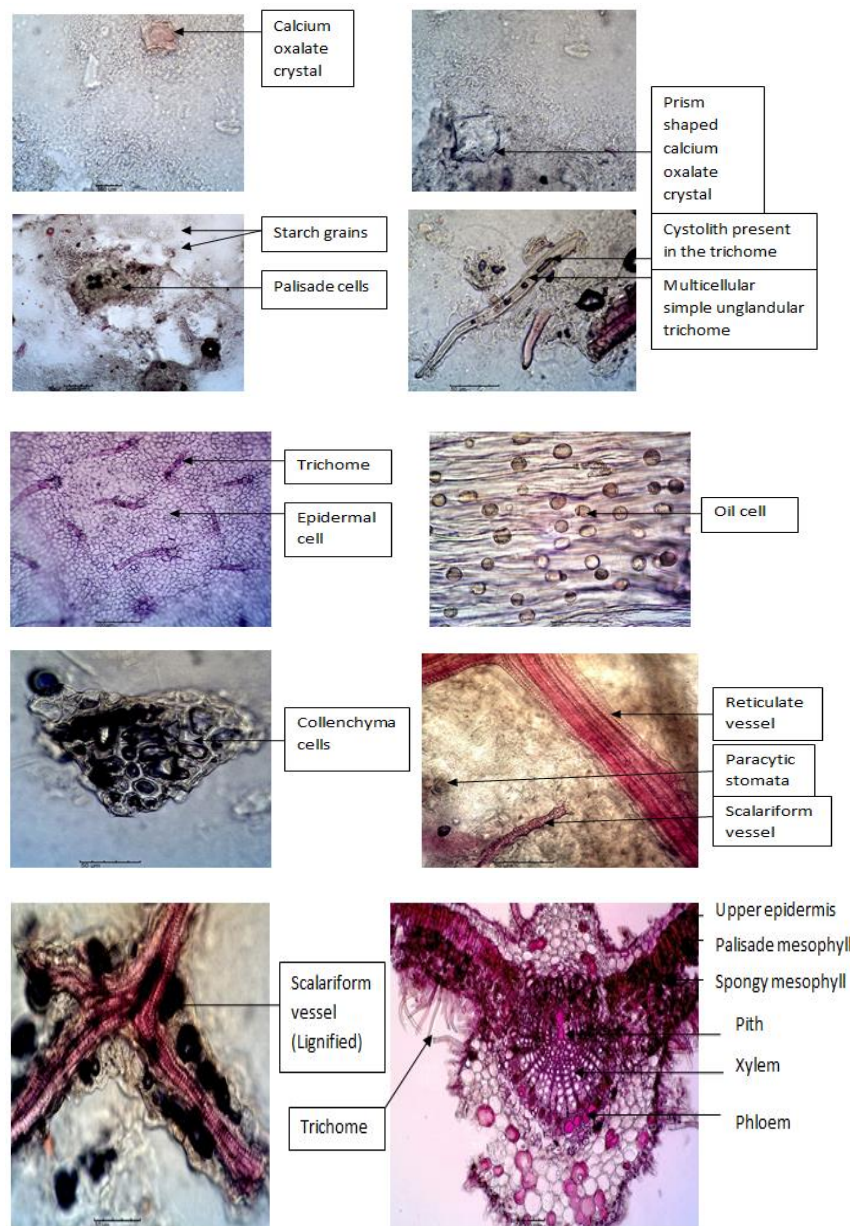 Calcium
oxalate
crystal
Prism
shaped
calcium
oxalate
crystal
Starch grains
Palisade cells
Cystolith present
in the trichome
Multicellular
simple unglandular
trichome
Trichome
Epidermal
cell
Oil cell
Collenchyma
cells
Reticulate
vessel
Paracytic
stomata
Scalariform
vessel
Scalariform
vessel
(Lignified)
Trichome
Upper epidermis
Palisade mesophyll
Spongy mesophyll
Pith
Xylem
Phloem